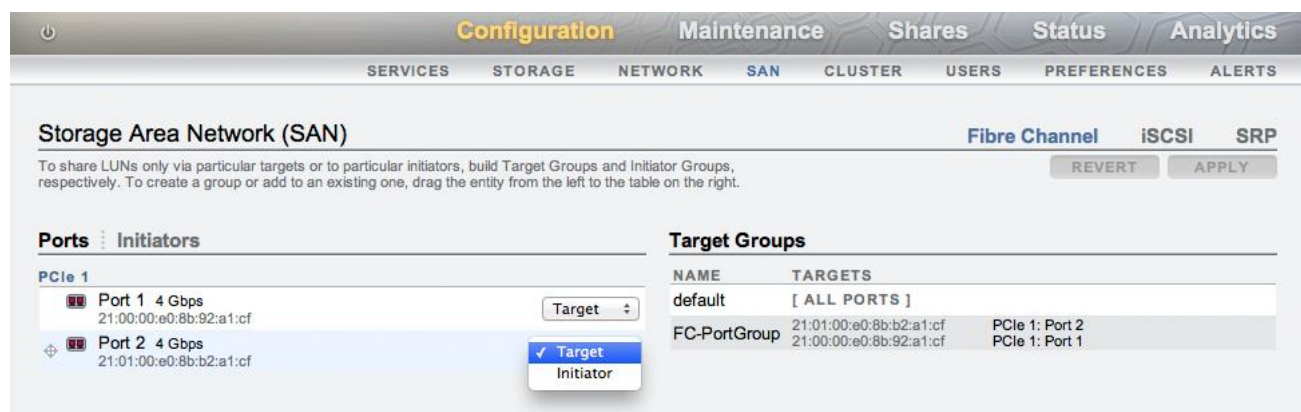 Configuration Maintenance Shares Status Analytics
SERVICES STORAGE NETWORK SAN CLUSTER USERS PREFERENCES ALERTS
Storage Area Network (SAN)
Fibre Channel iSCSI SRP
To share LUNs only via particular targets or to particular initiators, build Target Groups and Initiator Groups,
respectively. To create a group or add to an existing one, drag the entity from the left to the table on the right.
REVERT APPLY
Ports Initiators
PCIe 1
Port 1 4 Gbps
21:00:00:e0:8b:92:a1:cf
Target
Port 2 4 Gbps
21:01:00:e0:8b:b2:a1:cf
✓ Target
Initiator
Target Groups
NAME TARGETS
default [ ALL PORTS ]
FC-PortGroup
21:01:00:e0:8b:b2:a1:cf PCIe 1: Port 2
21:00:00:e0:8b:92:a1:cf PCIe 1: Port 1